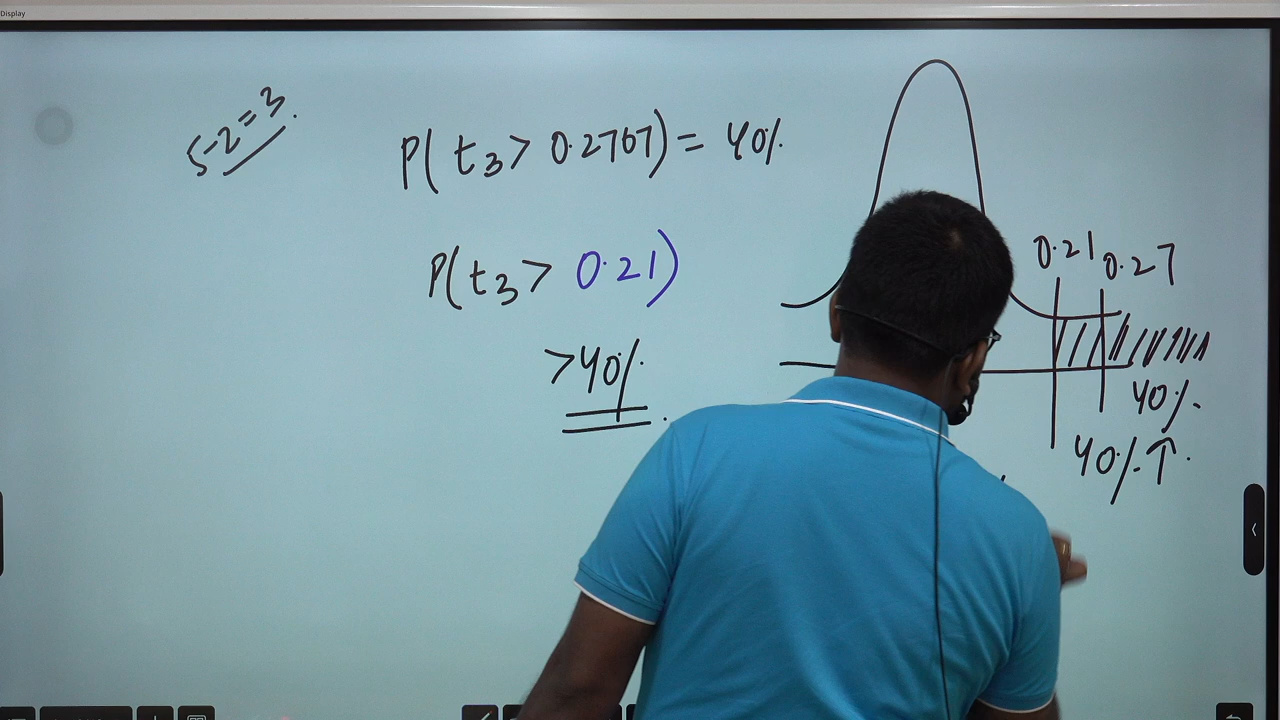 Display
5-2=3.
P(t3 > 0.2767) = 40%
P(t3 > 0.21)
>40%.
0.21 0.27
40%.
40%↑.